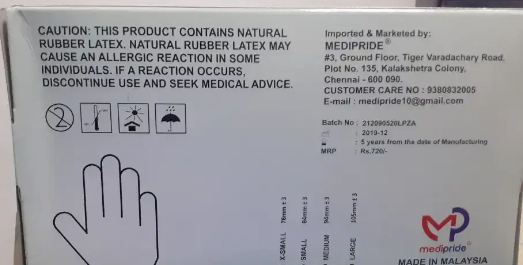 CAUTION: THIS PRODUCT CONTAINS NATURAL
RUBBER LATEX. NATURAL RUBBER LATEX MAY
CAUSE AN ALLERGIC REACTION IN SOME
INDIVIDUALS. IF A REACTION OCCURS,
DISCONTINUE USE AND SEEK MEDICAL ADVICE.
2
Imported & Marketed by:
MEDIPRIDE®
#3, Ground Floor, Tiger Varadachary Road,
Plot No. 135, Kalakshetra Colony,
Chennai - 600 090.
CUSTOMER CARE NO : 9380832005
E-mail : medipride10@gmail.com
Batch No : 212090520LPZA
: 2019-12
: 5 years from the date of Manufacturing
MRP : Rs.720/-
X-SMALL 76mm ± 3
SMALL 84mm ± 3
MEDIUM 94mm ± 3
LARGE 105mm ± 3
medipride®
MADE IN MALAYSIA